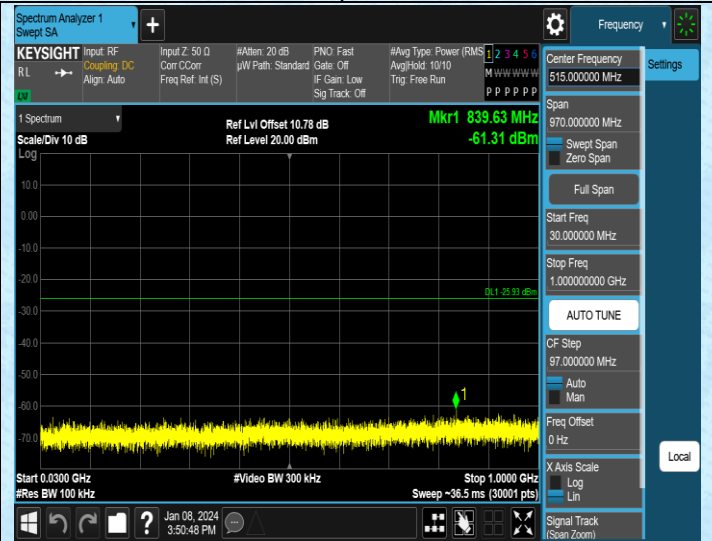 Spectrum Analyzer 1
Swept SA
+
Frequency
KEYSIGHT
RL
LXI
Input: RF
Coupling: DC
Align: Auto
Input Z: 50 Ω
Corr CCorr
Freq Ref: Int (S)
#Atten: 20 dB
µW Path: Standard
PNO: Fast
Gate: Off
IF Gain: Low
Sig Track: Off
#Avg Type: Power (RMS
Avg|Hold: 10/10
Trig: Free Run
1 2 3 4 5 6
M W W W W W
P P P P P P
1 Spectrum
Scale/Div 10 dB
Log
Ref Lvl Offset 10.78 dB
Ref Level 20.00 dBm
Mkr1 839.63 MHz
-61.31 dBm
10.0
0.00
-10.0
-20.0
DL1 -25.93 dBm
-30.0
-40.0
-50.0
1
-60.0
-70.0
Start 0.0300 GHz
#Res BW 100 kHz
#Video BW 300 kHz
Stop 1.0000 GHz
Sweep ~36.5 ms (30001 pts)
?
Jan 08, 2024
3:50:48 PM
Center Frequency
515.000000 MHz
Span
970.000000 MHz
Swept Span
Zero Span
Full Span
Start Freq
30.000000 MHz
Stop Freq
1.000000000 GHz
AUTO TUNE
CF Step
97.000000 MHz
Auto
Man
Freq Offset
0 Hz
X Axis Scale
Log
Lin
Signal Track
(Span Zoom)
Settings
Local